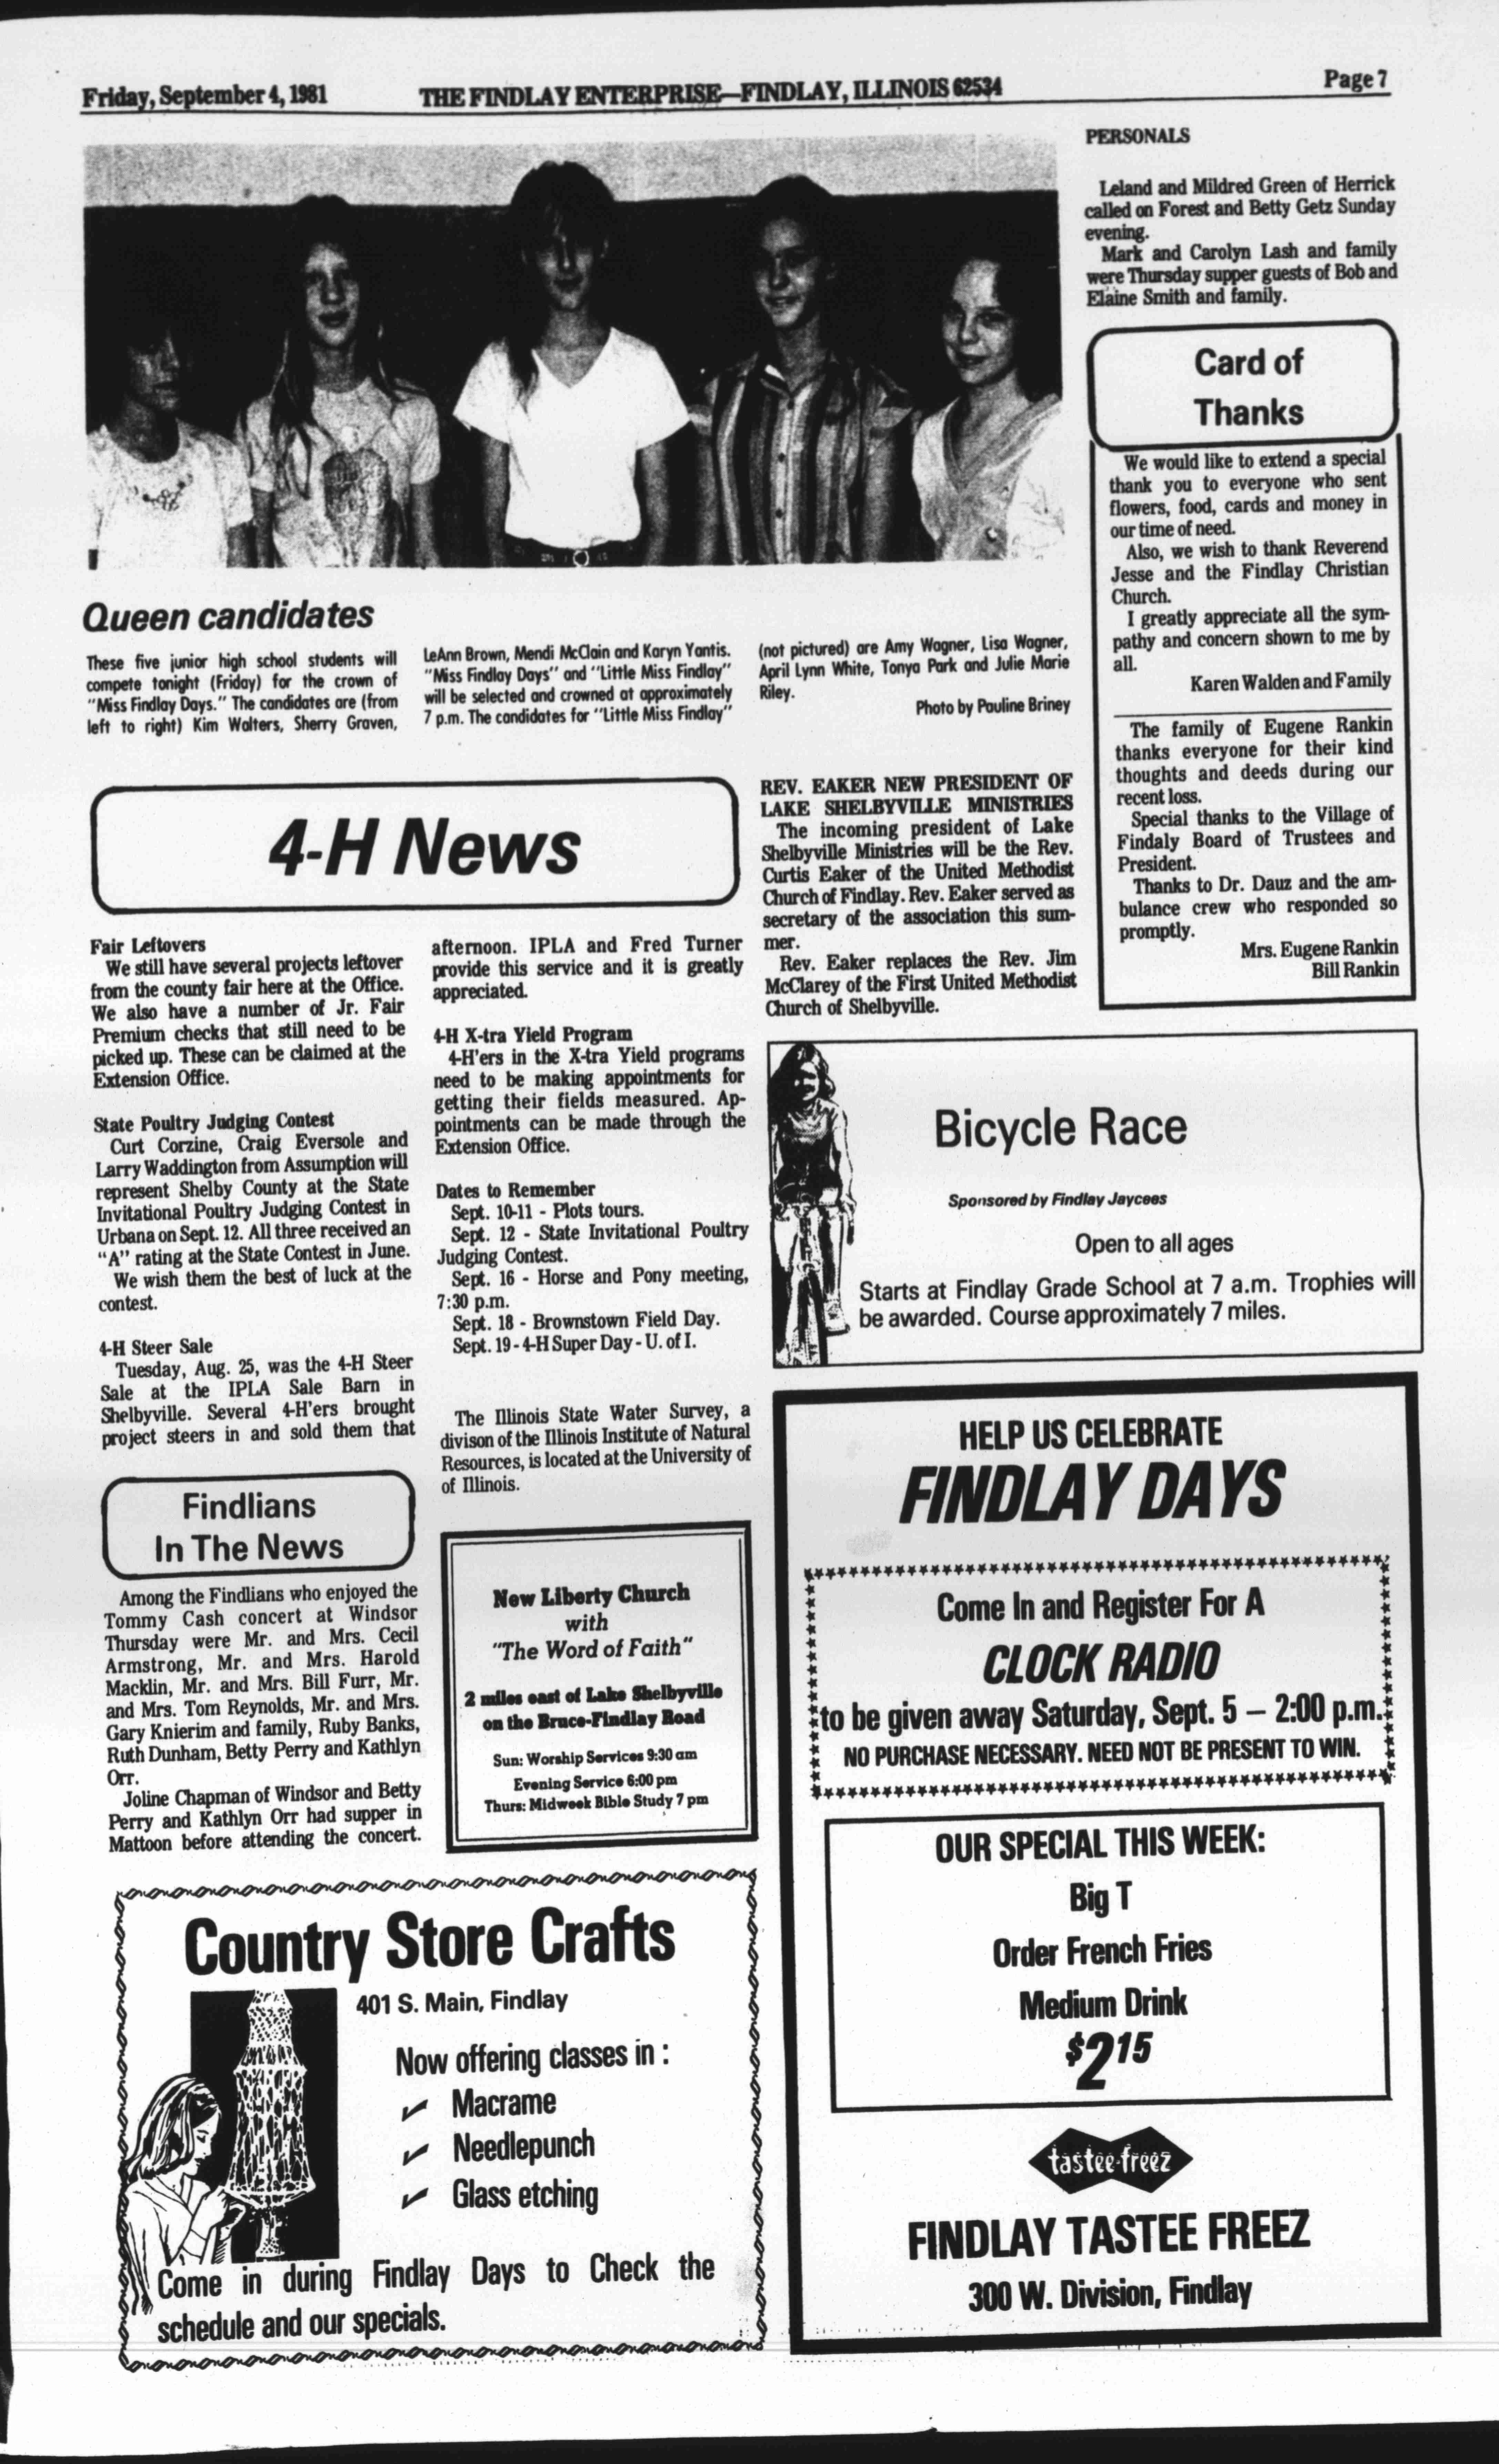 Friday, September 4, 1981
THE FINDLAY ENTERPRISE—FINDLAY, ILLINOIS 62534
Page 7
Queen candidates
These five junior high school students will
compete tonight (Friday) for the crown of
"Miss Findlay Days." The candidates are (from
left to right) Kim Walters, Sherry Graven,
LeAnn Brown, Mendi McClain and Karyn Yantis.
"Miss Findlay Days" and "Little Miss Findlay"
will be selected and crowned at approximately
7 p.m. The candidates for "Little Miss Findlay"
(not pictured) are Amy Wagner, Lisa Wagner,
April Lynn White, Tonya Park and Julie Marie
Riley.
Photo by Pauline Briney
PERSONALS
Leland and Mildred Green of Herrick
called on Forest and Betty Getz Sunday
evening.
Mark and Carolyn Lash and family
were Thursday supper guests of Bob and
Elaine Smith and family.
Card of
Thanks
We would like to extend a special
thank you to everyone who sent
flowers, food, cards and money in
our time of need.
Also, we wish to thank Reverend
Jesse and the Findlay Christian
Church.
I greatly appreciate all the sym-
pathy and concern shown to me by
all.
Karen Walden and Family
The family of Eugene Rankin
thanks everyone for their kind
thoughts and deeds during our
recent loss.
Special thanks to the Village of
Findaly Board of Trustees and
President.
Thanks to Dr. Dauz and the am-
bulance crew who responded so
promptly.
Mrs. Eugene Rankin
Bill Rankin
4-H News
Fair Leftovers
We still have several projects leftover
from the county fair here at the Office.
We also have a number of Jr. Fair
Premium checks that still need to be
picked up. These can be claimed at the
Extension Office.
State Poultry Judging Contest
Curt Corzine, Craig Eversole and
Larry Waddington from Assumption will
represent Shelby County at the State
Invitational Poultry Judging Contest in
Urbana on Sept. 12. All three received an
"A" rating at the State Contest in June.
We wish them the best of luck at the
contest.
4-H Steer Sale
Tuesday, Aug. 25, was the 4-H Steer
Sale at the IPLA Sale Barn in
Shelbyville. Several 4-H'ers brought
project steers in and sold them that
afternoon. IPLA and Fred Turner
provide this service and it is greatly
appreciated.
4-H X-tra Yield Program
4-H'ers in the X-tra Yield programs
need to be making appointments for
getting their fields measured. Ap-
pointments can be made through the
Extension Office.
Dates to Remember
Sept. 10-11 - Plots tours.
Sept. 12 - State Invitational Poultry
Judging Contest.
Sept. 16 - Horse and Pony meeting,
7:30 p.m.
Sept. 18 - Brownstown Field Day.
Sept. 19 - 4-H Super Day - U. of I.
The Illinois State Water Survey, a
divison of the Illinois Institute of Natural
Resources, is located at the University of
of Illinois.
REV. EAKER NEW PRESIDENT OF
LAKE SHELBYVILLE MINISTRIES
The incoming president of Lake
Shelbyville Ministries will be the Rev.
Curtis Eaker of the United Methodist
Church of Findlay. Rev. Eaker served as
secretary of the association this sum-
mer.
Rev. Eaker replaces the Rev. Jim
McClarey of the First United Methodist
Church of Shelbyville.
Bicycle Race
Sponsored by Findlay Jaycees
Open to all ages
Starts at Findlay Grade School at 7 a.m. Trophies will
be awarded. Course approximately 7 miles.
Findlians
In The News
Among the Findlians who enjoyed the
Tommy Cash concert at Windsor
Thursday were Mr. and Mrs. Cecil
Armstrong, Mr. and Mrs. Harold
Macklin, Mr. and Mrs. Bill Furr, Mr.
and Mrs. Tom Reynolds, Mr. and Mrs.
Gary Knierim and family, Ruby Banks,
Ruth Dunham, Betty Perry and Kathlyn
Orr.
Joline Chapman of Windsor and Betty
Perry and Kathlyn Orr had supper in
Mattoon before attending the concert.
New Liberty Church
with
"The Word of Faith"
2 miles east of Lake Shelbyville
on the Bruce-Findlay Road
Sun: Worship Services 9:30 am
Evening Service 6:00 pm
Thurs: Midweek Bible Study 7 pm
Country Store Crafts
401 S. Main, Findlay
Now offering classes in :
Macrame
Needlepunch
Glass etching
Come in during Findlay Days to Check the
schedule and our specials.
HELP US CELEBRATE
FINDLAY DAYS
Come In and Register For A
CLOCK RADIO
to be given away Saturday, Sept. 5 — 2:00 p.m.
NO PURCHASE NECESSARY. NEED NOT BE PRESENT TO WIN.
OUR SPECIAL THIS WEEK:
Big T
Order French Fries
Medium Drink
$2 15
tastee-freez
FINDLAY TASTEE FREEZ
300 W. Division, Findlay